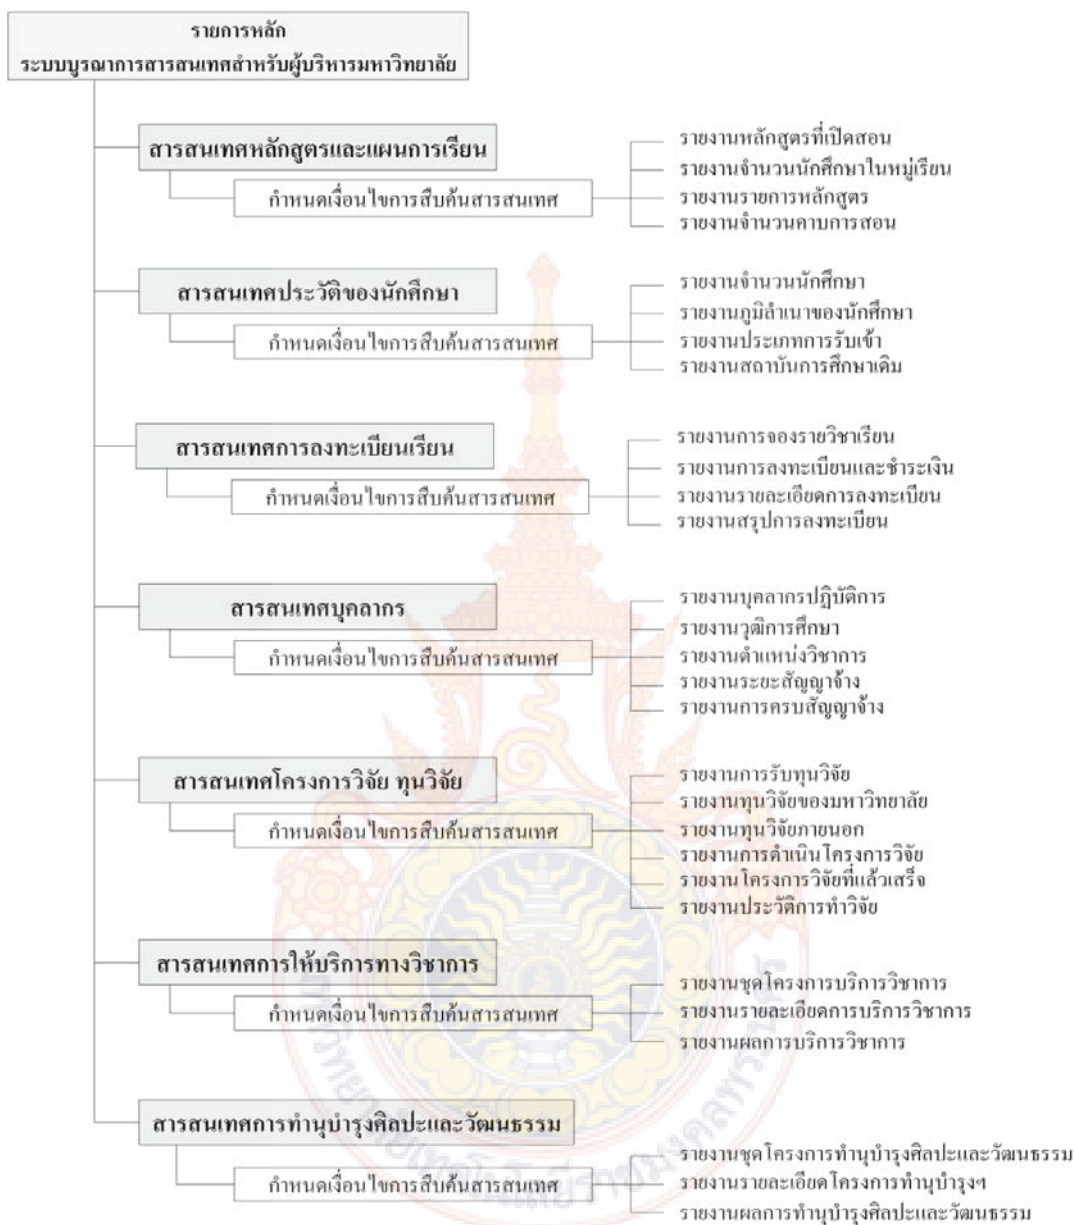 รายการหลัก
ระบบบูรณาการสารสนเทศสำหรับผู้บริหารมหาวิทยาลัย
สารสนเทศหลักสูตรและแผนการเรียน
กำหนดเงื่อนไขการสืบค้นสารสนเทศ
รายงานหลักสูตรที่เปิดสอน
รายงานจำนวนนักศึกษาในหมู่เรียน
รายงานรายการหลักสูตร
รายงานจำนวนคาบการสอน
สารสนเทศประวัติของนักศึกษา
กำหนดเงื่อนไขการสืบค้นสารสนเทศ
รายงานจำนวนนักศึกษา
รายงานภูมิลำเนาของนักศึกษา
รายงานประเภทการรับเข้า
รายงานสถาบันการศึกษาเดิม
สารสนเทศการลงทะเบียนเรียน
กำหนดเงื่อนไขการสืบค้นสารสนเทศ
รายงานการจองรายวิชาเรียน
รายงานการลงทะเบียนและชำระเงิน
รายงานรายละเอียดการลงทะเบียน
รายงานสรุปการลงทะเบียน
สารสนเทศบุคลากร
กำหนดเงื่อนไขการสืบค้นสารสนเทศ
รายงานบุคลากรปฏิบัติการ
รายงานวุฒิการศึกษา
รายงานตำแหน่งวิชาการ
รายงานระยะสัญญาจ้าง
รายงานการครบสัญญาจ้าง
สารสนเทศโครงการวิจัย ทุนวิจัย
กำหนดเงื่อนไขการสืบค้นสารสนเทศ
รายงานการรับทุนวิจัย
รายงานทุนวิจัยของมหาวิทยาลัย
รายงานทุนวิจัยภายนอก
รายงานการดำเนินโครงการวิจัย
รายงานโครงการวิจัยที่แล้วเสร็จ
รายงานประวัติการทำวิจัย
สารสนเทศการให้บริการทางวิชาการ
กำหนดเงื่อนไขการสืบค้นสารสนเทศ
รายงานชุดโครงการบริการวิชาการ
รายงานรายละเอียดการบริการวิชาการ
รายงานผลการบริการวิชาการ
สารสนเทศการทำนุบำรุงศิลปะและวัฒนธรรม
กำหนดเงื่อนไขการสืบค้นสารสนเทศ
รายงานชุดโครงการทำนุบำรุงศิลปะและวัฒนธรรม
รายงานรายละเอียดโครงการทำนุบำรุงฯ
รายงานผลการทำนุบำรุงศิลปะและวัฒนธรรม
มหาวิทยาลัยเทคโนโลยีราชมงคลพระนคร